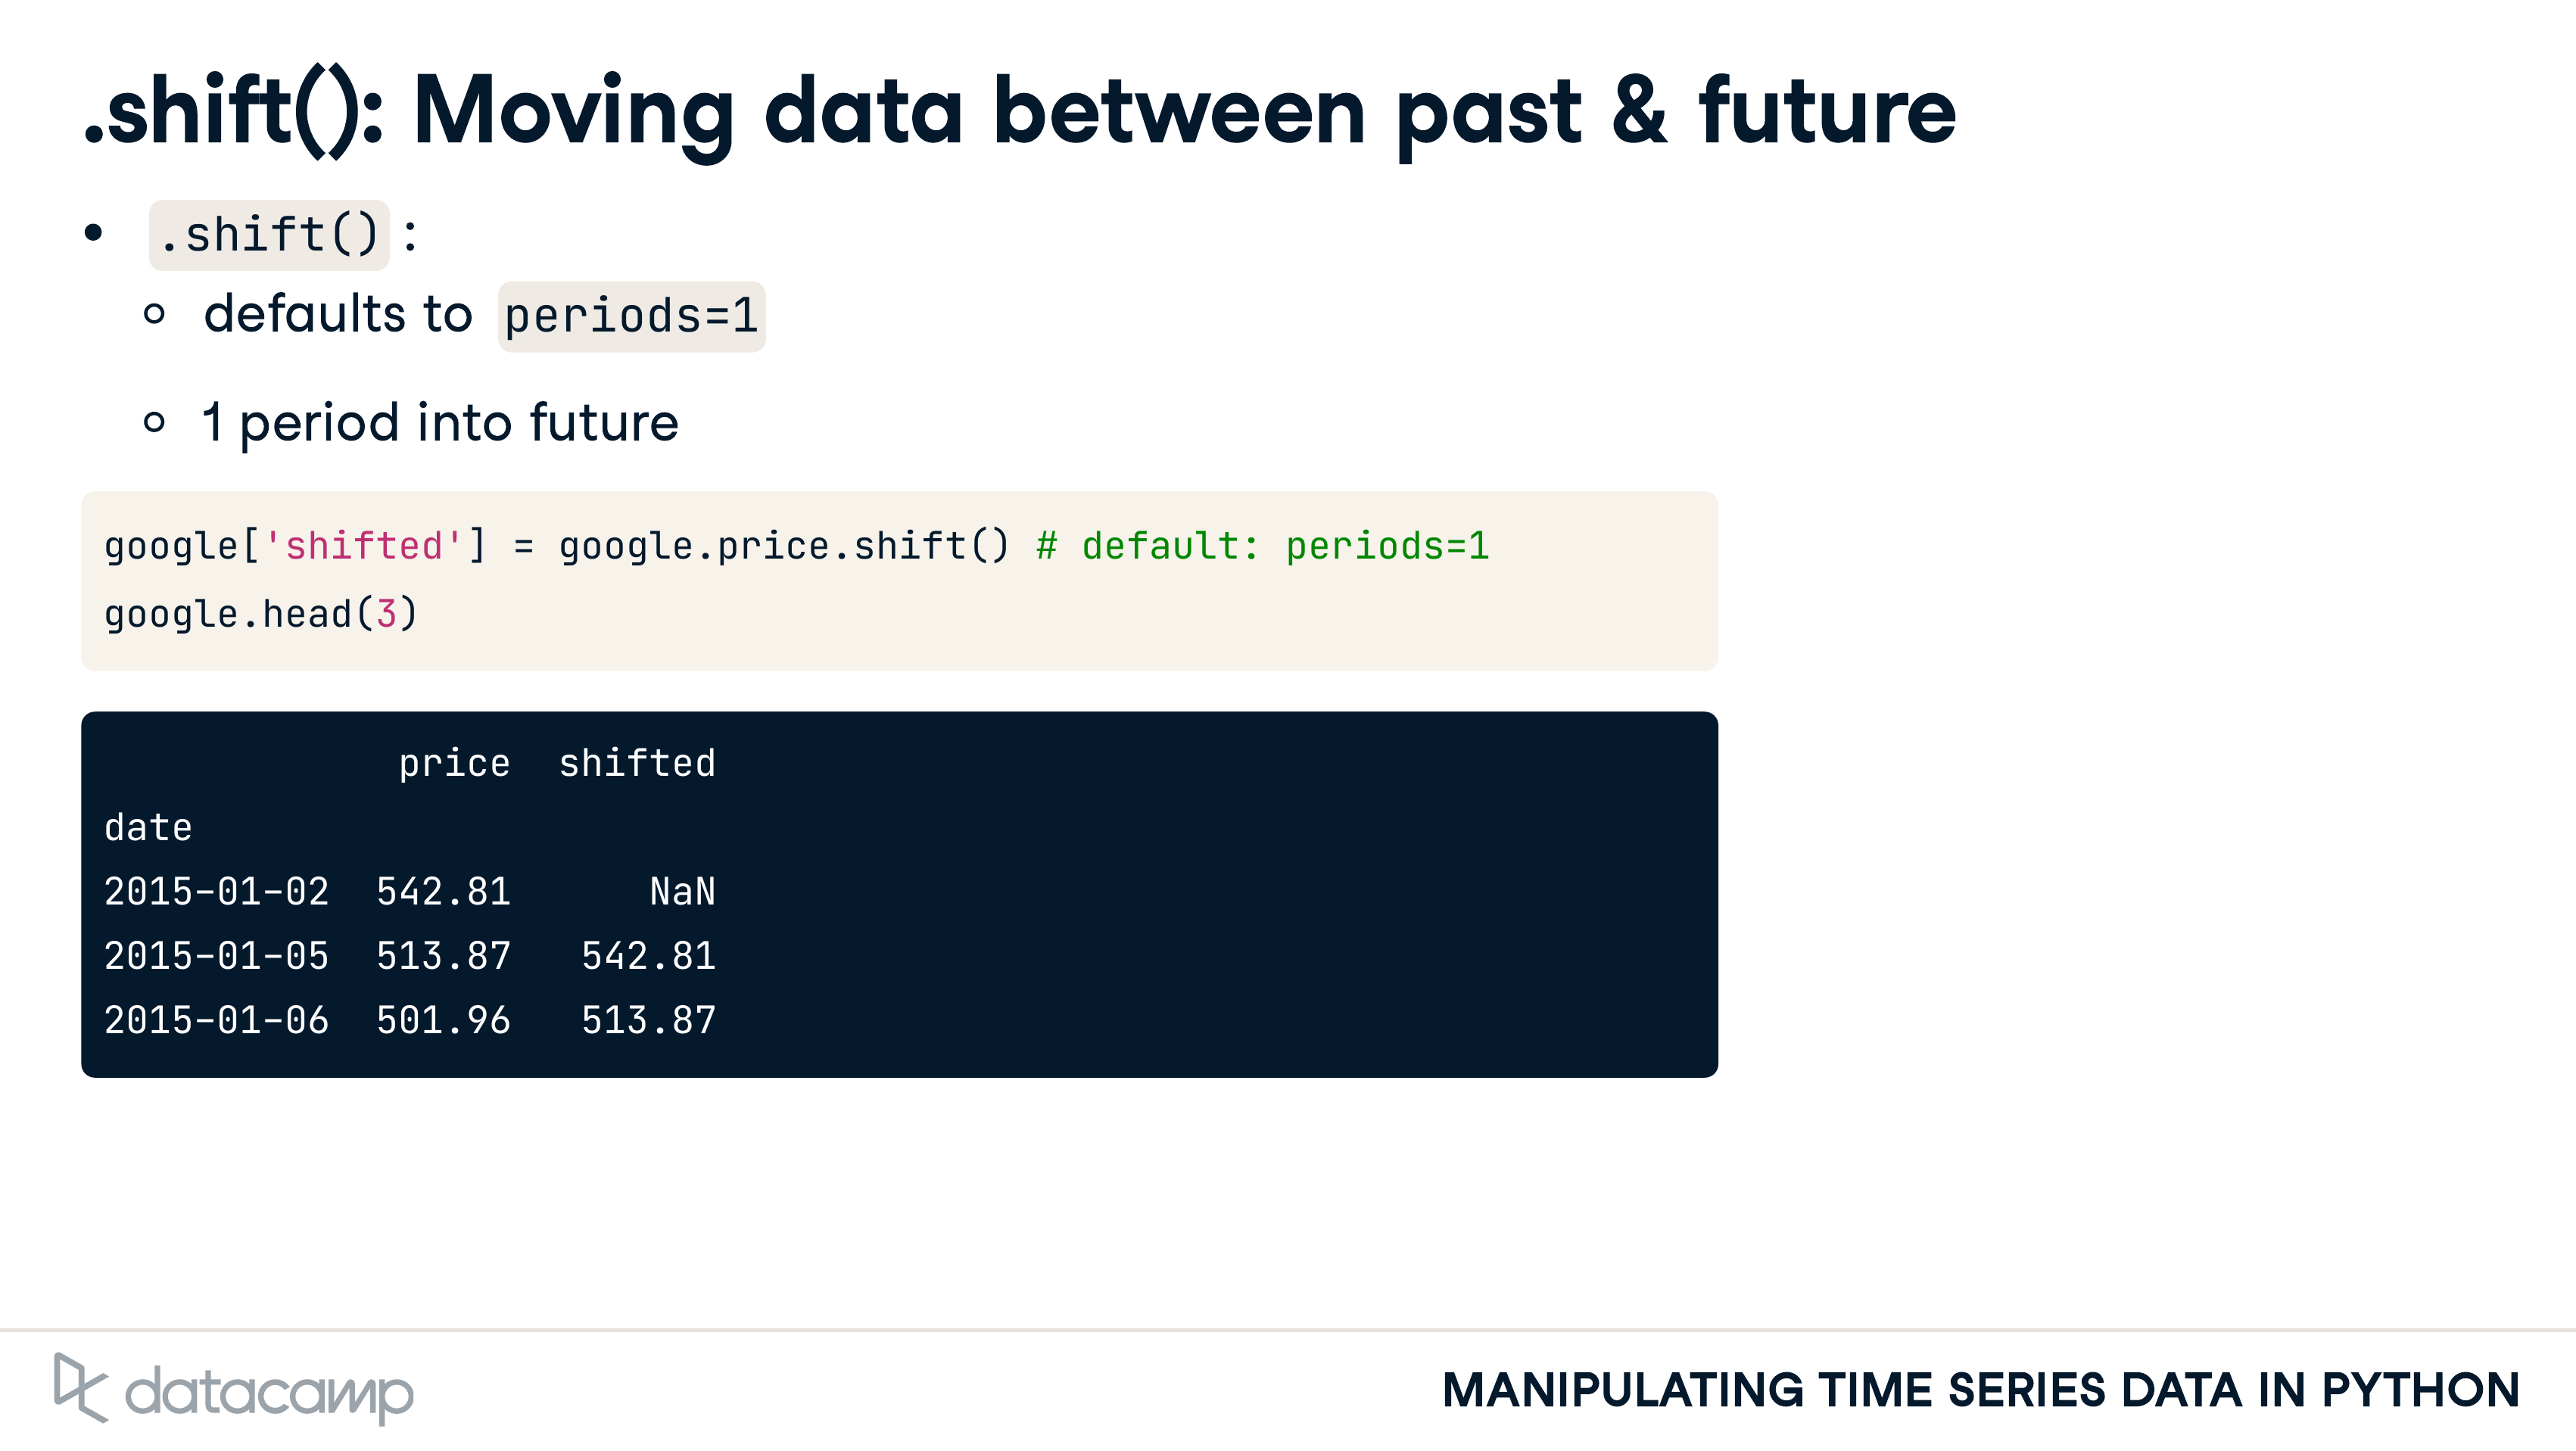 .shift(): Moving data between past & future
.shift() :
defaults to periods=1
1 period into future
google['shifted'] = google.price.shift() # default: periods=1
google.head(3)
price shifted
date
2015-01-02 542.81 NaN
2015-01-05 513.87 542.81
2015-01-06 501.96 513.87
datacamp
MANIPULATING TIME SERIES DATA IN PYTHON